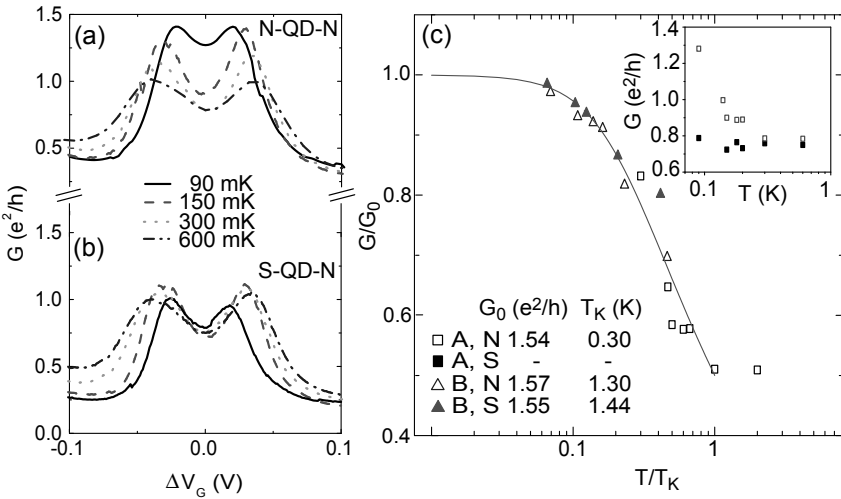 (a) N-QD-N
1.5
1.0
0.5
90 mK
150 mK
300 mK
600 mK
G (e²/h)
(b) S-QD-N
1.5
1.0
0.5
0.0
-0.1 0.0 0.1
ΔV_G (V)
(c)
1.0
0.8
0.6
0.4
G/G₀
0.1 1
T/T_K
G₀ (e²/h) T_K (K)
A, N 1.54 0.30
A, S - -
B, N 1.57 1.30
B, S 1.55 1.44
1.4
1.2
1.0
0.8
0.6
G (e²/h)
0.1 1
T (K)